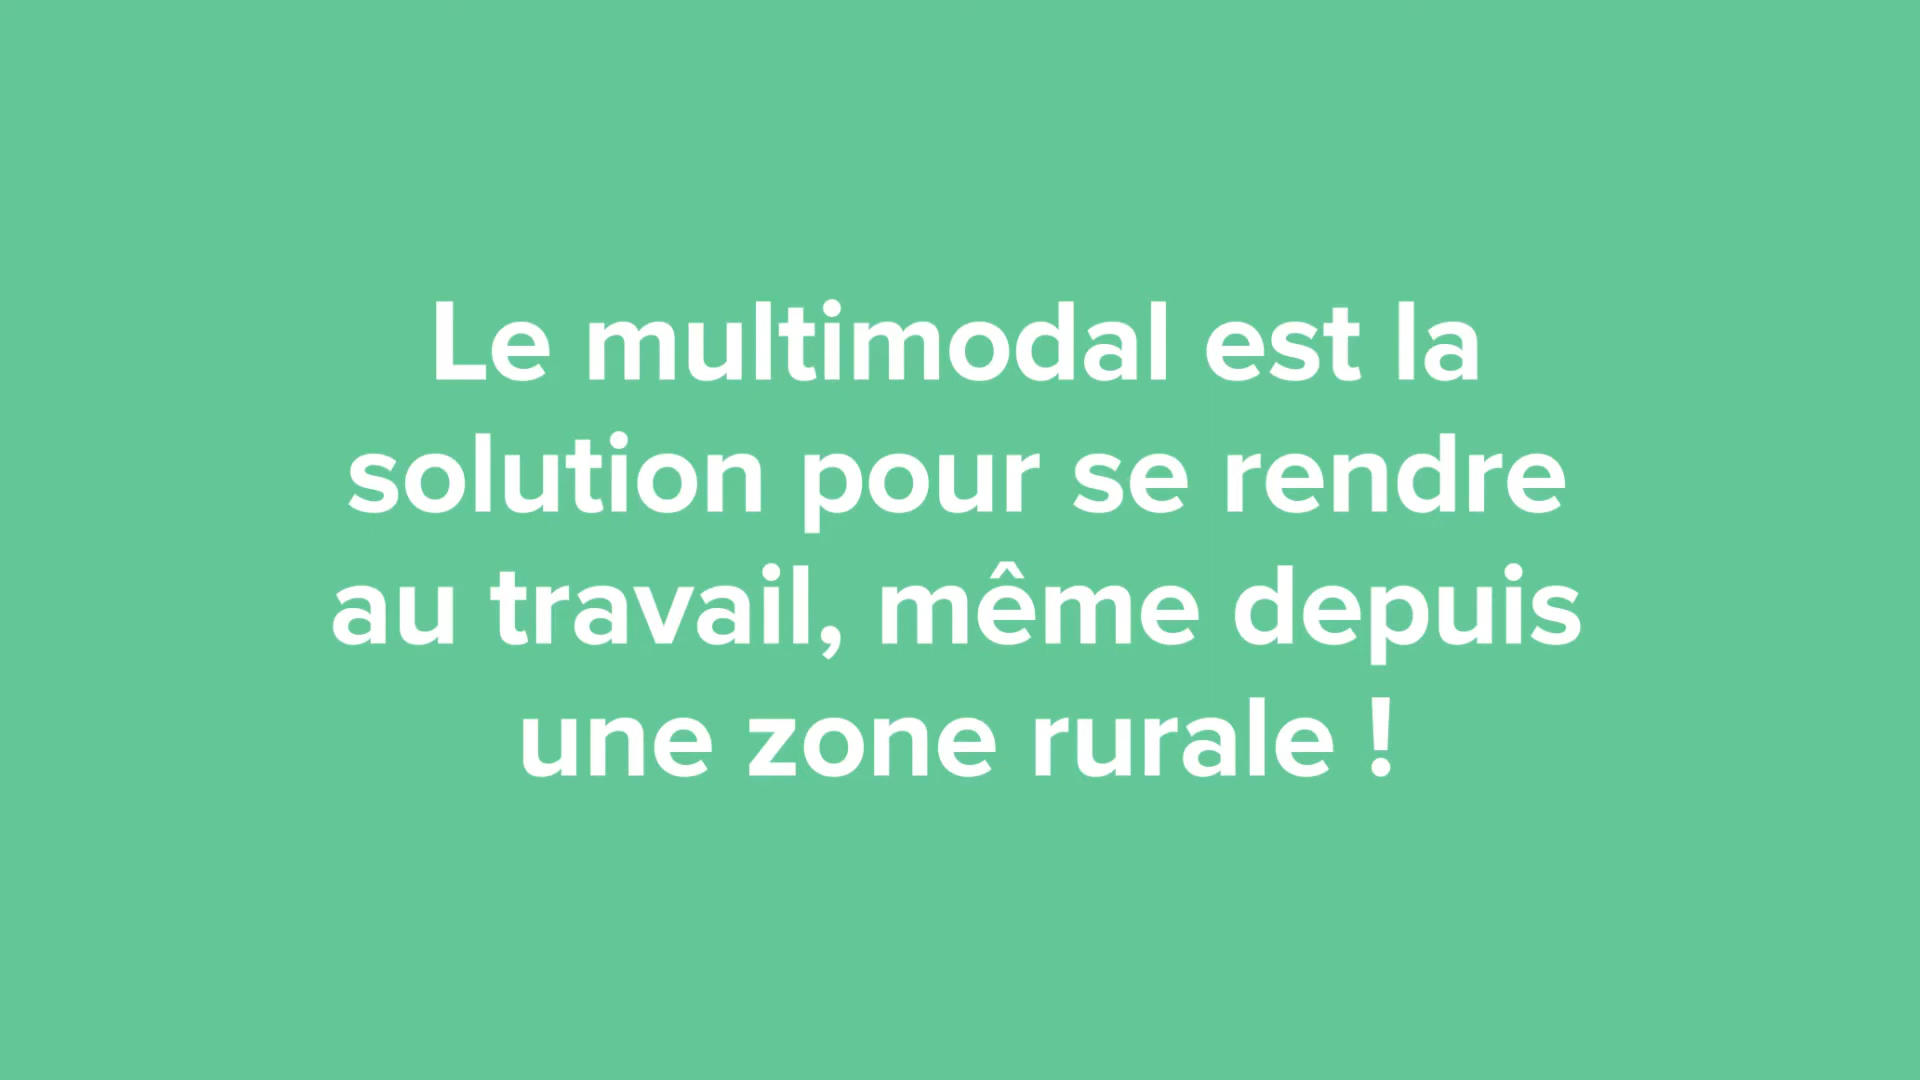 Le multimodal est la
solution pour se rendre
au travail, même depuis
une zone rurale !